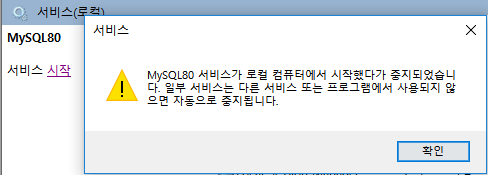 서비스(로컬)
서비스
MySQL80
서비스 시작
MySQL80 서비스가 로컬 컴퓨터에서 시작했다가 중지되었습니
다. 일부 서비스는 다른 서비스 또는 프로그램에서 사용되지 않
으면 자동으로 중지됩니다.
확인